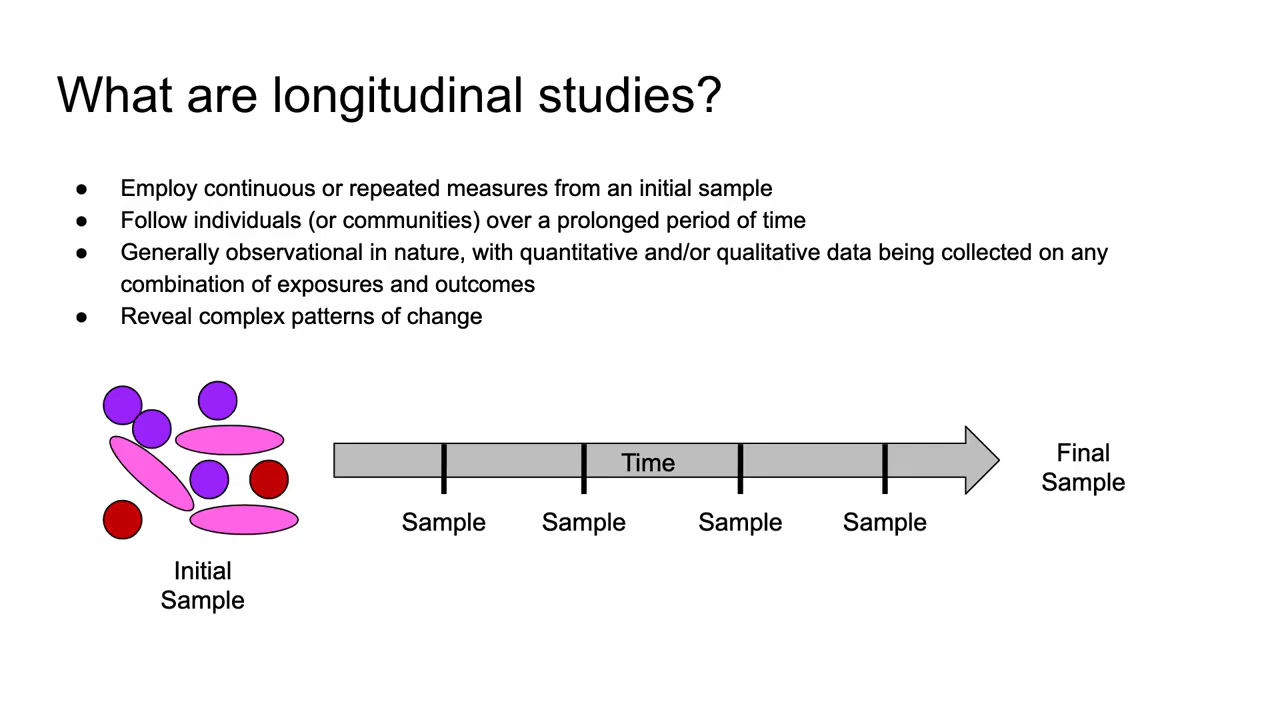 What are longitudinal studies?
● Employ continuous or repeated measures from an initial sample
● Follow individuals (or communities) over a prolonged period of time
● Generally observational in nature, with quantitative and/or qualitative data being collected on any
combination of exposures and outcomes
● Reveal complex patterns of change
Time
Final
Sample
Sample
Sample
Sample
Sample
Initial
Sample